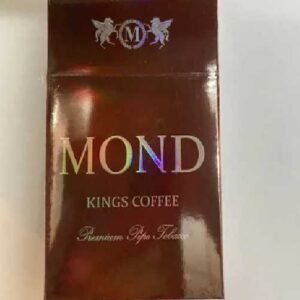 M
MOND
KINGS COFFEE
Premium Pipe Tobacco